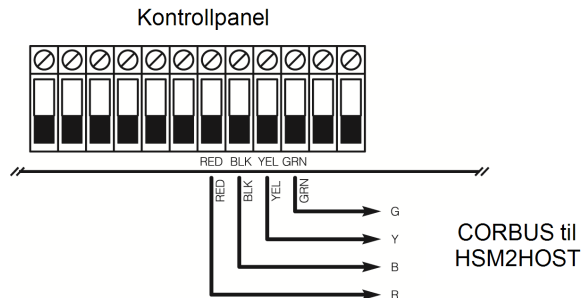 Kontrollpanel
RED BLK YEL GRN
RED BLK YEL GRN
G
Y
B
R
CORBUS til
HSM2HOST